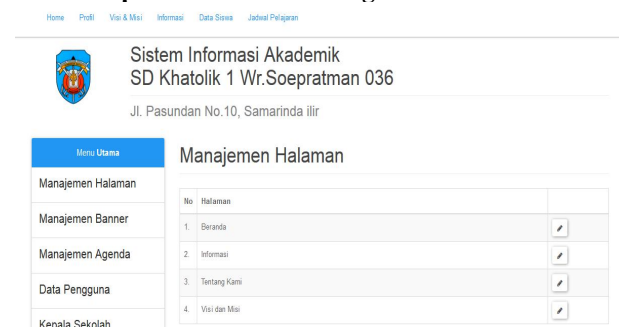 Home Profil Visi & Misi Informasi Data Siswa Jadwal Pelajaran
Sistem Informasi Akademik
SD Khatolik 1 Wr.Soepratman 036
Jl. Pasundan No.10, Samarinda ilir
Menu Utama
Manajemen Halaman
Manajemen Banner
Manajemen Agenda
Data Pengguna
Kepala Sekolah
Manajemen Halaman
No Halaman
1. Beranda
2. Informasi
3. Tentang Kami
4. Visi dan Misi